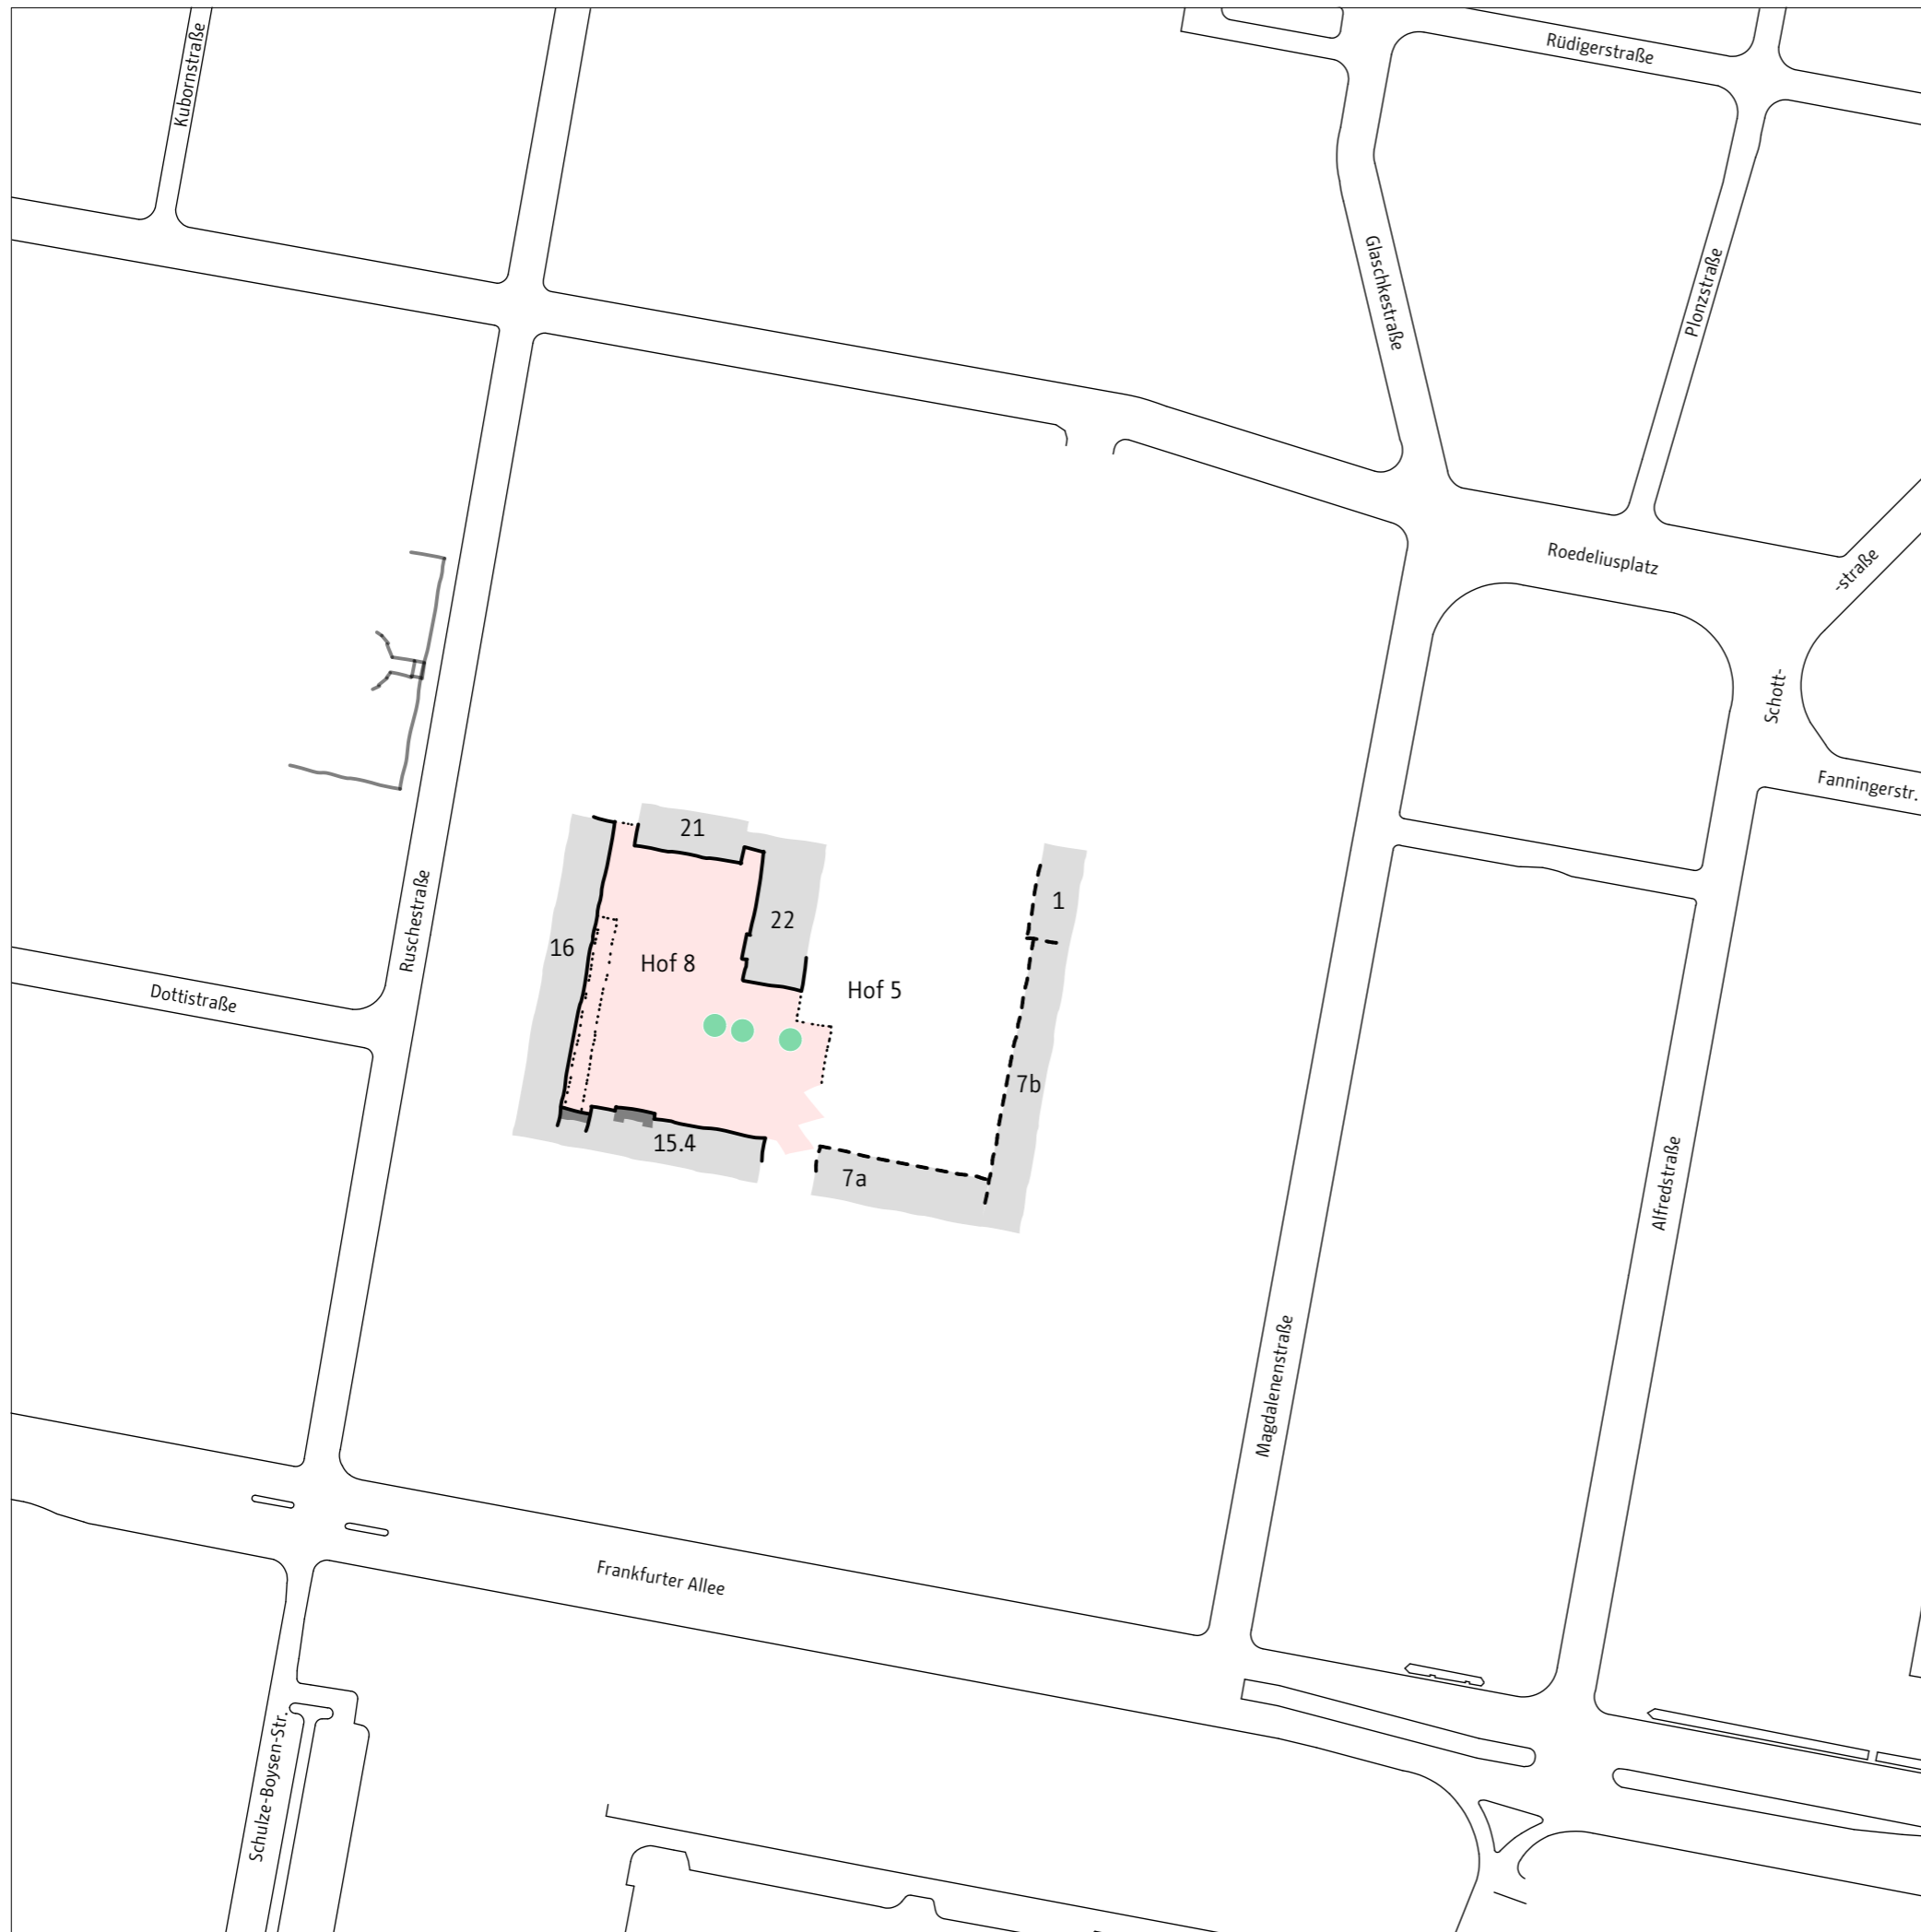 Kubornstraße
Rüdigerstraße
Glaschkestraße
Plonzstraße
Roedeliusplatz
-straße
Schott-
Fanningerstr.
21
1
22
16
Hof 8
Hof 5
Ruschestraße
Dottistraße
7b
15.4
7a
Alfredstraße
Magdalenenstraße
Frankfurter Allee
Schulze-Boysen-Str.